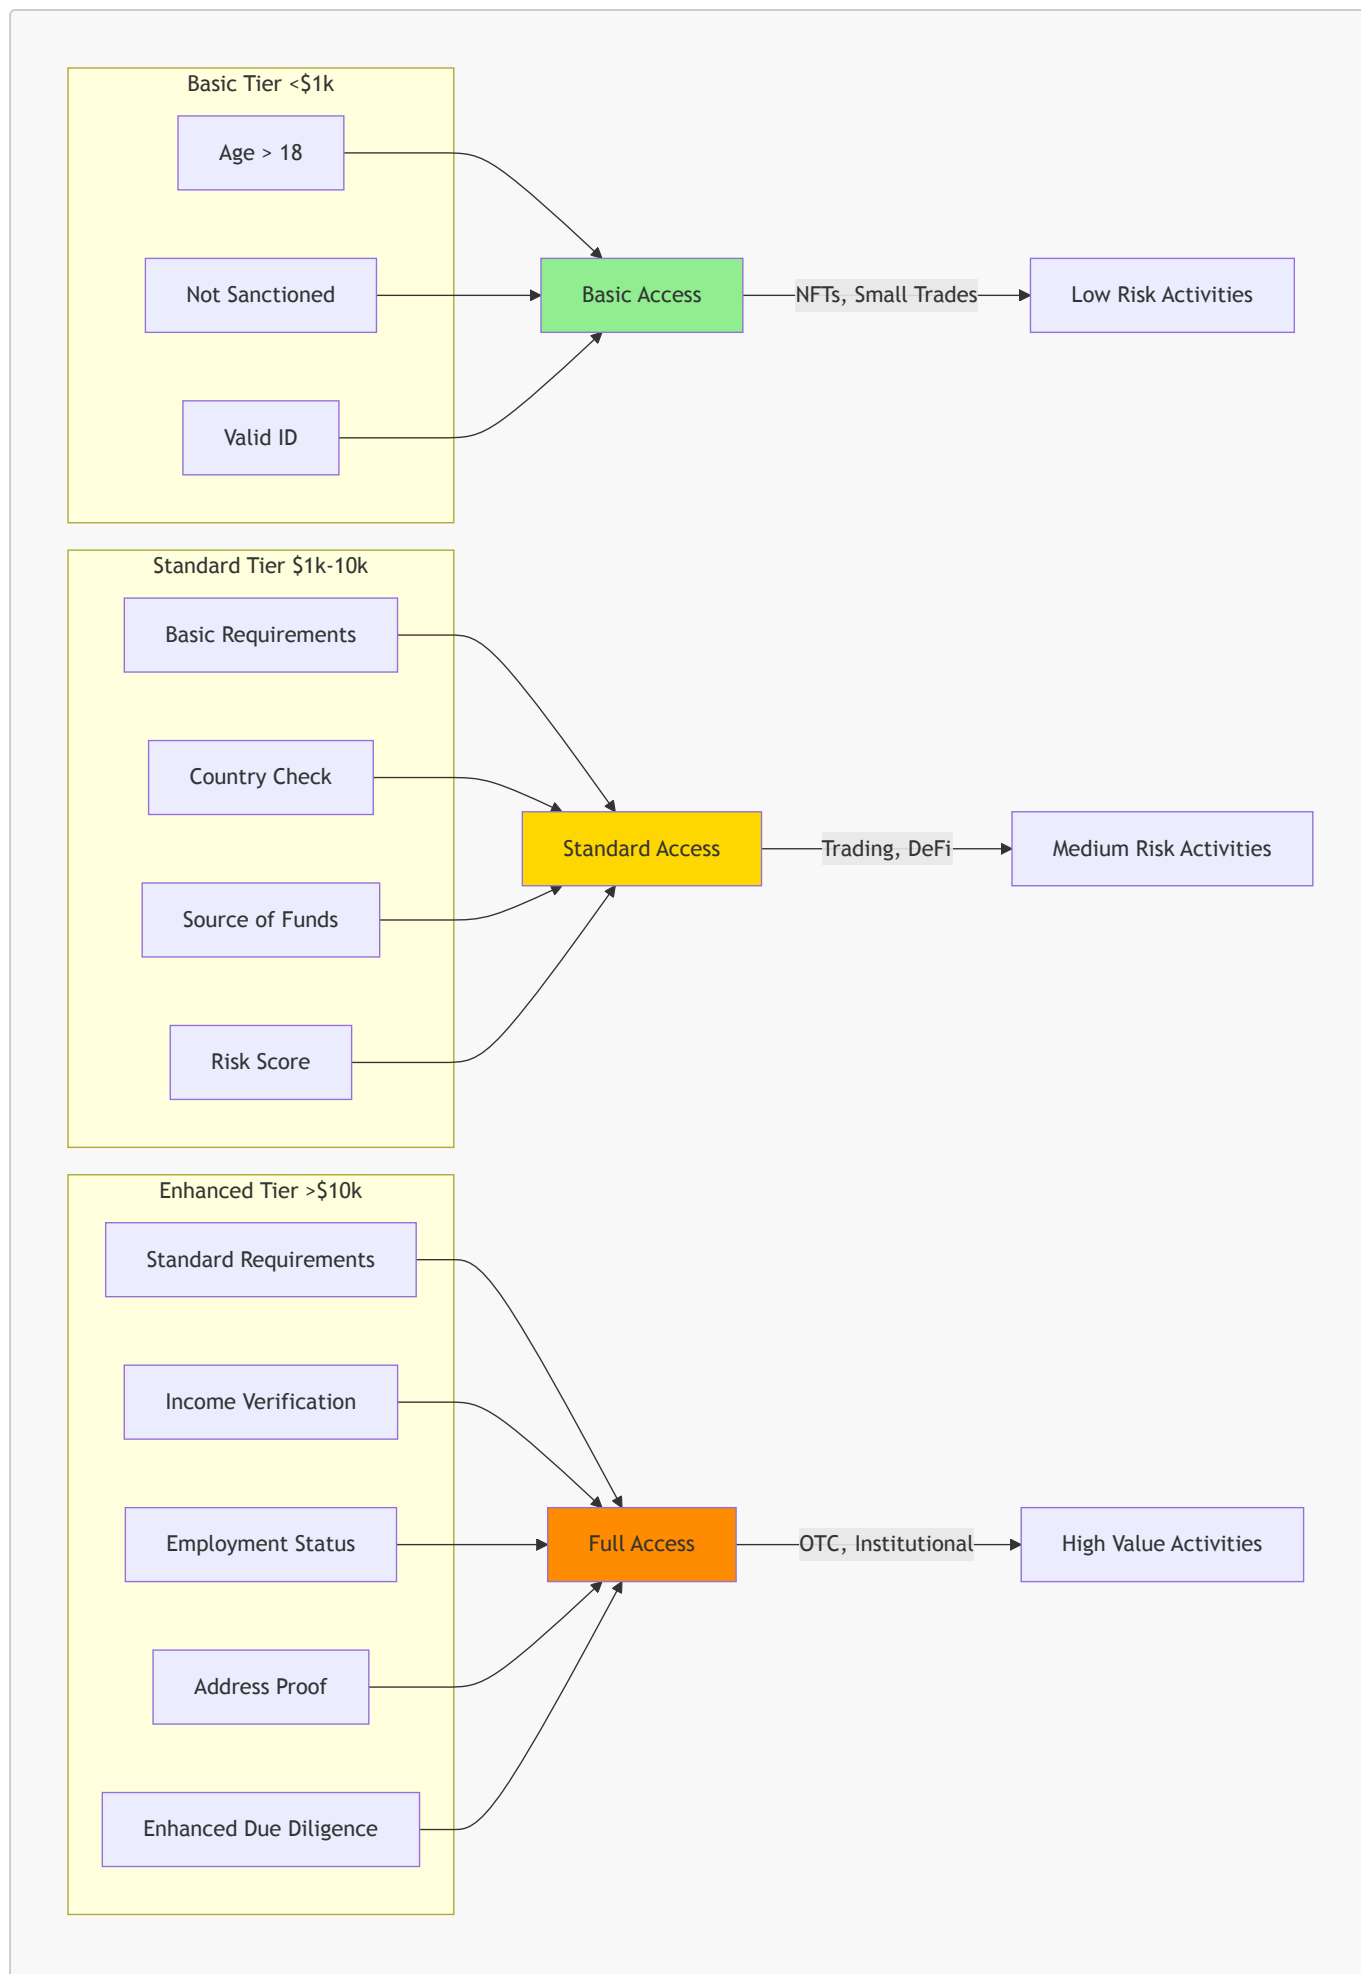 Basic Tier <$1k
Age > 18
Not Sanctioned
Valid ID
Basic Access
NFTs, Small Trades
Low Risk Activities
Standard Tier $1k-10k
Basic Requirements
Country Check
Source of Funds
Risk Score
Standard Access
Trading, DeFi
Medium Risk Activities
Enhanced Tier >$10k
Standard Requirements
Income Verification
Employment Status
Address Proof
Enhanced Due Diligence
Full Access
OTC, Institutional
High Value Activities